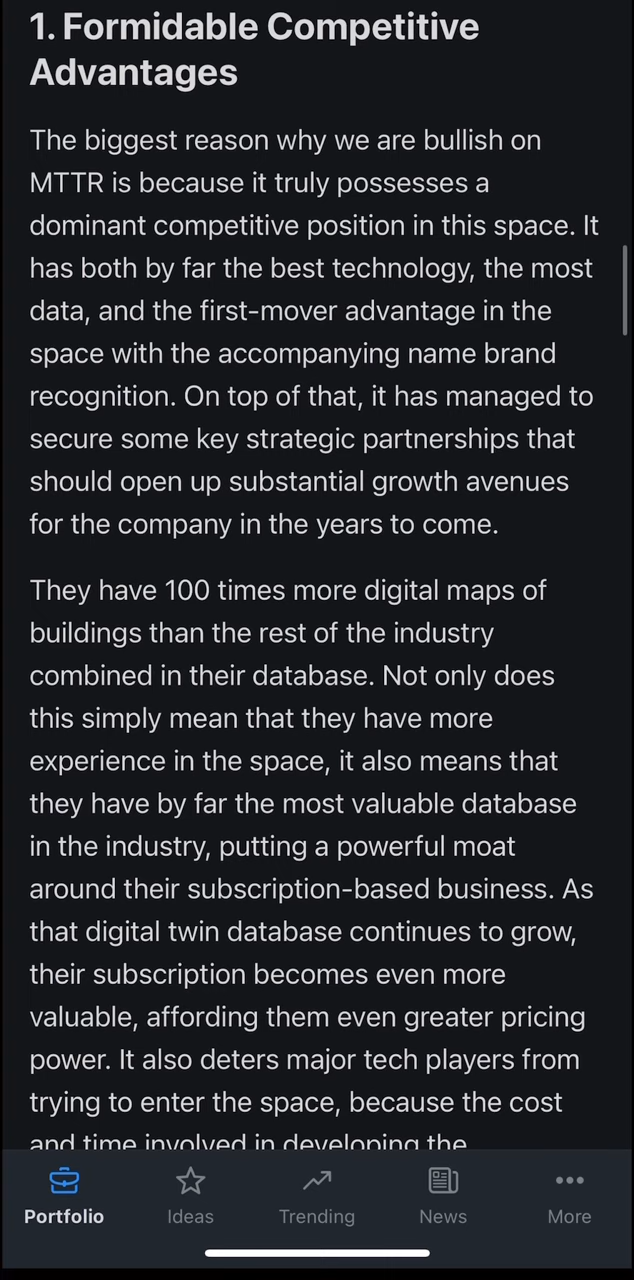 1. Formidable Competitive
Advantages
The biggest reason why we are bullish on
MTTR is because it truly possesses a
dominant competitive position in this space. It
has both by far the best technology, the most
data, and the first-mover advantage in the
space with the accompanying name brand
recognition. On top of that, it has managed to
secure some key strategic partnerships that
should open up substantial growth avenues
for the company in the years to come.
They have 100 times more digital maps of
buildings than the rest of the industry
combined in their database. Not only does
this simply mean that they have more
experience in the space, it also means that
they have by far the most valuable database
in the industry, putting a powerful moat
around their subscription-based business. As
that digital twin database continues to grow,
their subscription becomes even more
valuable, affording them even greater pricing
power. It also deters major tech players from
trying to enter the space, because the cost
and time involved in developing the
Portfolio Ideas Trending News More